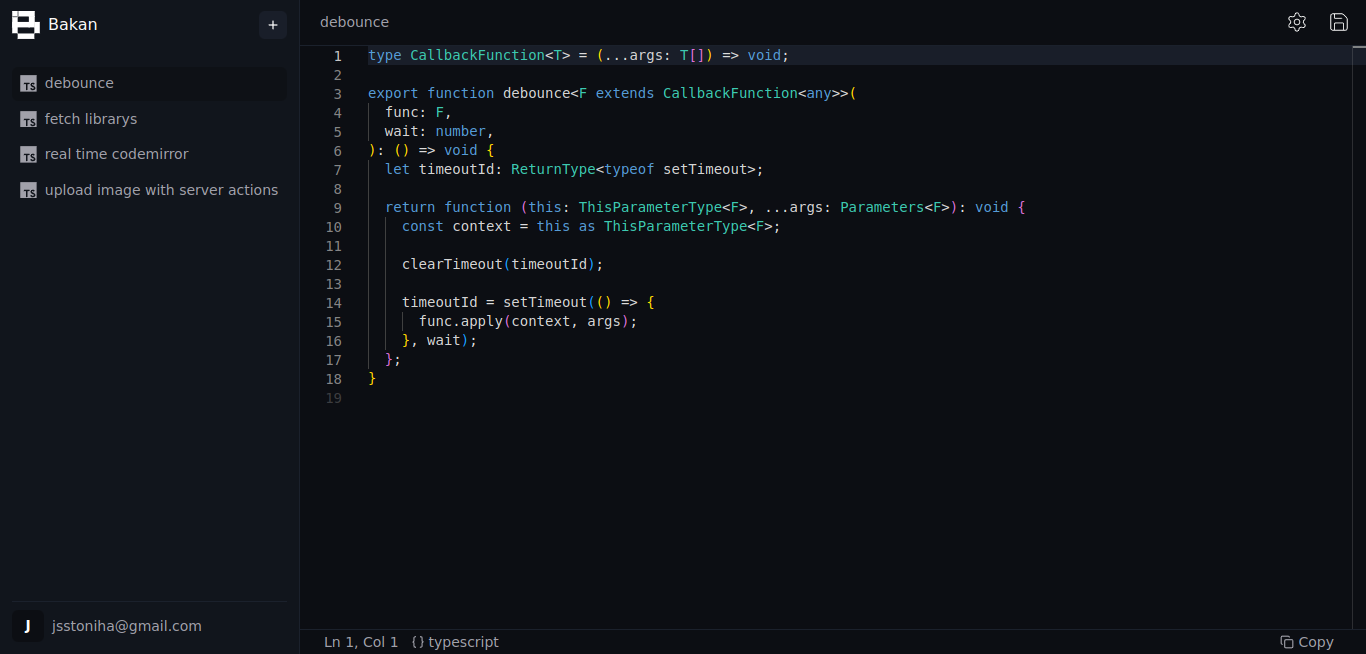 Bakan
+
debounce
fetch librarys
real time codemirror
upload image with server actions
J
jsstoniha@gmail.com
debounce
1 type CallbackFunction<T> = (...args: T[]) => void;
2
3 export function debounce<F extends CallbackFunction<any>>(
4   func: F,
5   wait: number,
6 ): () => void {
7   let timeoutId: ReturnType<typeof setTimeout>;
8
9   return function (this: ThisParameterType<F>, ...args: Parameters<F>): void {
10     const context = this as ThisParameterType<F>;
11
12     clearTimeout(timeoutId);
13
14     timeoutId = setTimeout(() => {
15       func.apply(context, args);
16     }, wait);
17   };
18 }
19
Ln 1, Col 1 {} typescript
Copy